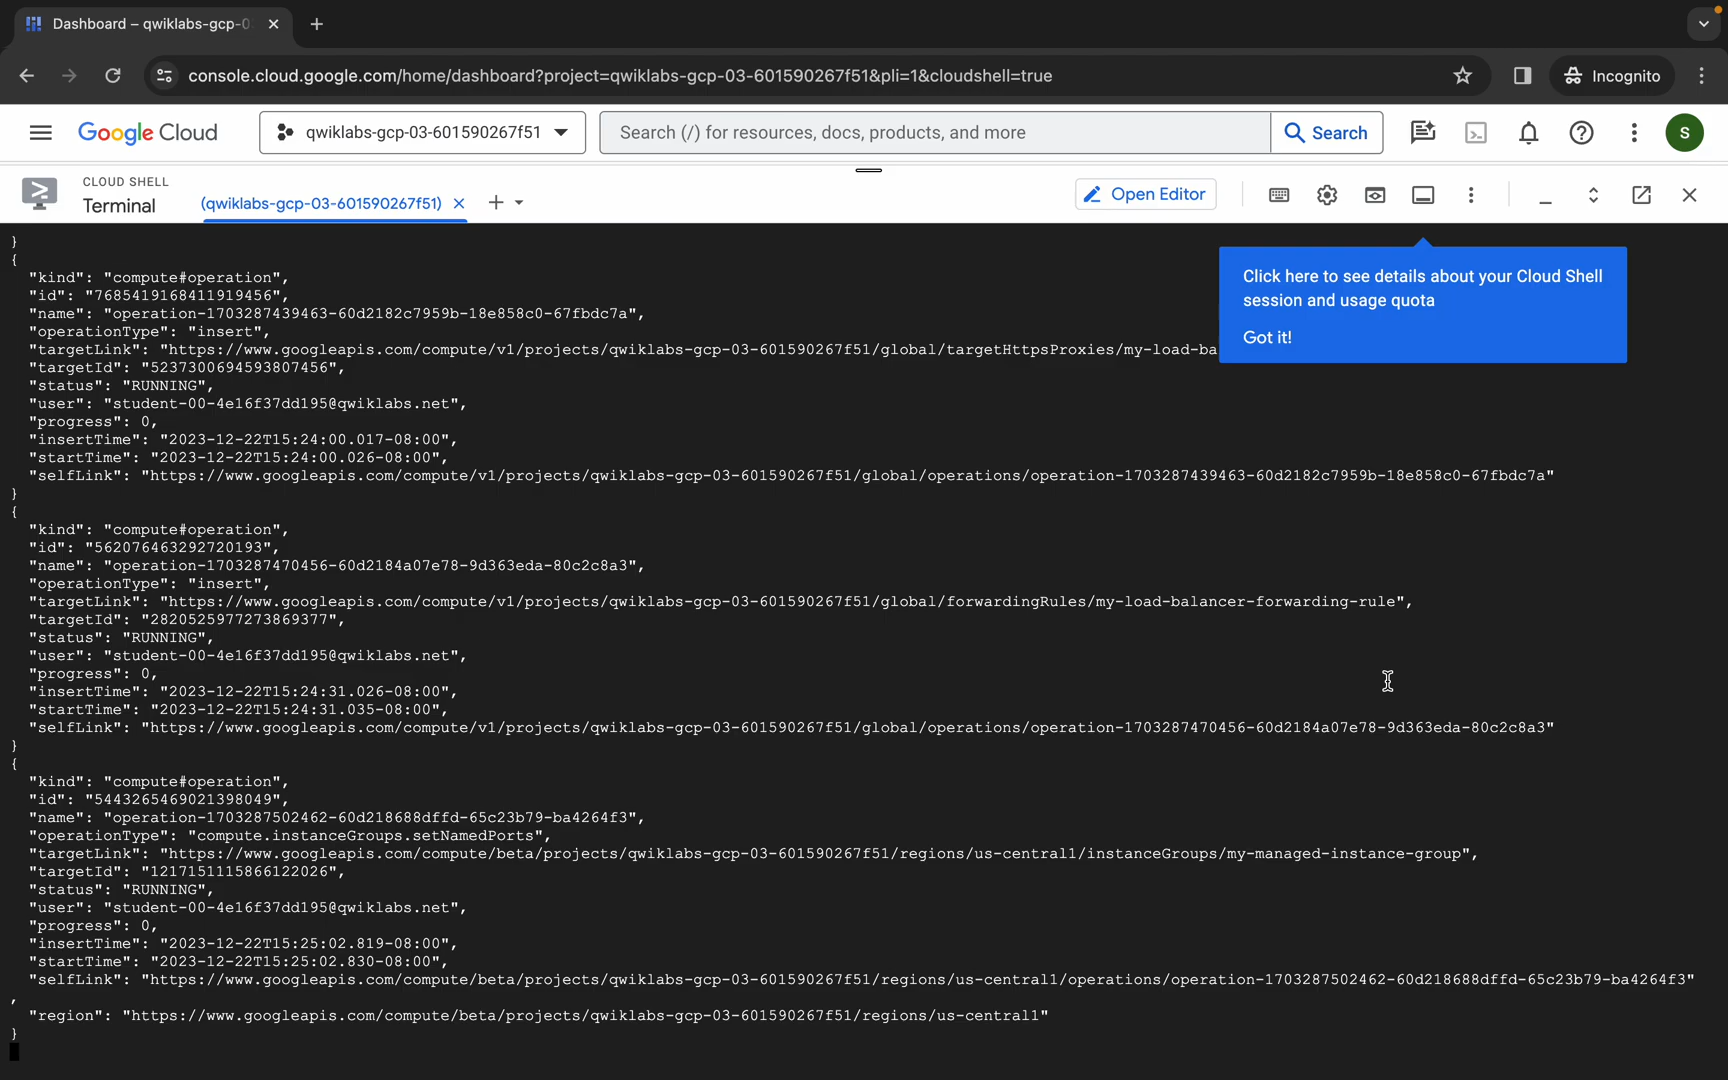 Dashboard – qwiklabs-gcp-0
console.cloud.google.com/home/dashboard?project=qwiklabs-gcp-03-601590267f51&pli=1&cloudshell=true
Incognito
Google Cloud
qwiklabs-gcp-03-601590267f51
Search (/) for resources, docs, products, and more
Search
S
CLOUD SHELL
Terminal
(qwiklabs-gcp-03-601590267f51)
Open Editor
Click here to see details about your Cloud Shell
session and usage quota
Got it!
}
{
"kind": "compute#operation",
"id": "7685419168411919456",
"name": "operation-1703287439463-60d2182c7959b-18e858c0-67fbdc7a",
"operationType": "insert",
"targetLink": "https://www.googleapis.com/compute/v1/projects/qwiklabs-gcp-03-601590267f51/global/targetHttpsProxies/my-load-ba
"targetId": "5237300694593807456",
"status": "RUNNING",
"user": "student-00-4e16f37dd195@qwiklabs.net",
"progress": 0,
"insertTime": "2023-12-22T15:24:00.017-08:00",
"startTime": "2023-12-22T15:24:00.026-08:00",
"selfLink": "https://www.googleapis.com/compute/v1/projects/qwiklabs-gcp-03-601590267f51/global/operations/operation-1703287439463-60d2182c7959b-18e858c0-67fbdc7a"
}
{
"kind": "compute#operation",
"id": "562076463292720193",
"name": "operation-1703287470456-60d2184a07e78-9d363eda-80c2c8a3",
"operationType": "insert",
"targetLink": "https://www.googleapis.com/compute/v1/projects/qwiklabs-gcp-03-601590267f51/global/forwardingRules/my-load-balancer-forwarding-rule",
"targetId": "2820525977273869377",
"status": "RUNNING",
"user": "student-00-4e16f37dd195@qwiklabs.net",
"progress": 0,
"insertTime": "2023-12-22T15:24:31.026-08:00",
"startTime": "2023-12-22T15:24:31.035-08:00",
"selfLink": "https://www.googleapis.com/compute/v1/projects/qwiklabs-gcp-03-601590267f51/global/operations/operation-1703287470456-60d2184a07e78-9d363eda-80c2c8a3"
}
{
"kind": "compute#operation",
"id": "5443265469021398049",
"name": "operation-1703287502462-60d218688dffd-65c23b79-ba4264f3",
"operationType": "compute.instanceGroups.setNamedPorts",
"targetLink": "https://www.googleapis.com/compute/beta/projects/qwiklabs-gcp-03-601590267f51/regions/us-central1/instanceGroups/my-managed-instance-group",
"targetId": "1217151115866122026",
"status": "RUNNING",
"user": "student-00-4e16f37dd195@qwiklabs.net",
"progress": 0,
"insertTime": "2023-12-22T15:25:02.819-08:00",
"startTime": "2023-12-22T15:25:02.830-08:00",
"selfLink": "https://www.googleapis.com/compute/beta/projects/qwiklabs-gcp-03-601590267f51/regions/us-central1/operations/operation-1703287502462-60d218688dffd-65c23b79-ba4264f3"
,
"region": "https://www.googleapis.com/compute/beta/projects/qwiklabs-gcp-03-601590267f51/regions/us-central1"
}